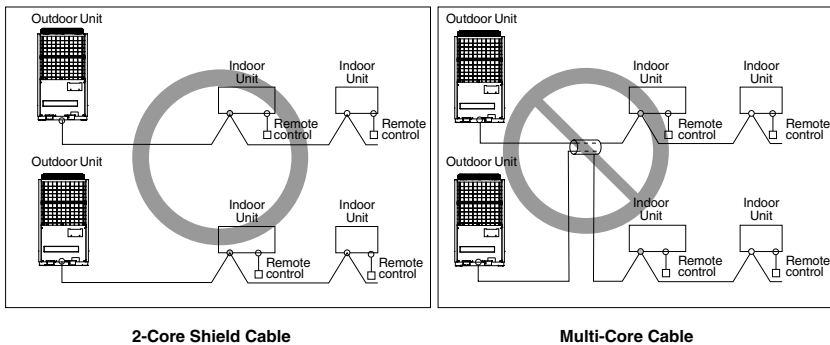 Outdoor Unit
Indoor
Unit
Indoor
Unit
Remote
control
Remote
control
Outdoor Unit
Indoor
Unit
Indoor
Unit
Remote
control
Remote
control
2-Core Shield Cable
Outdoor Unit
Indoor
Unit
Indoor
Unit
Remote
control
Remote
control
Outdoor Unit
Indoor
Unit
Indoor
Unit
Remote
control
Remote
control
Multi-Core Cable